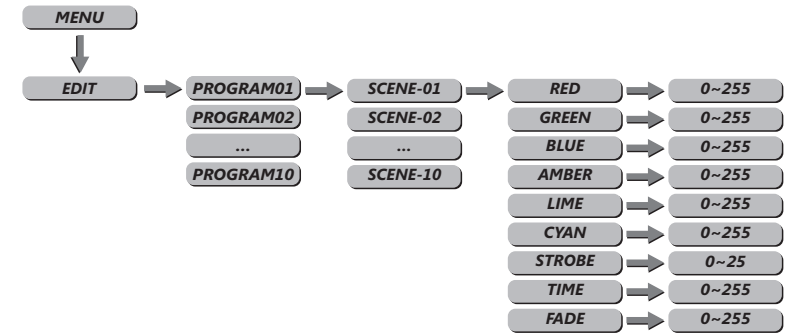 MENU
EDIT PROGRAM01 SCENE-01 RED 0~255
PROGRAM02 SCENE-02 GREEN 0~255
... ... BLUE 0~255
PROGRAM10 SCENE-10 AMBER 0~255
LIME 0~255
CYAN 0~255
STROBE 0~25
TIME 0~255
FADE 0~255